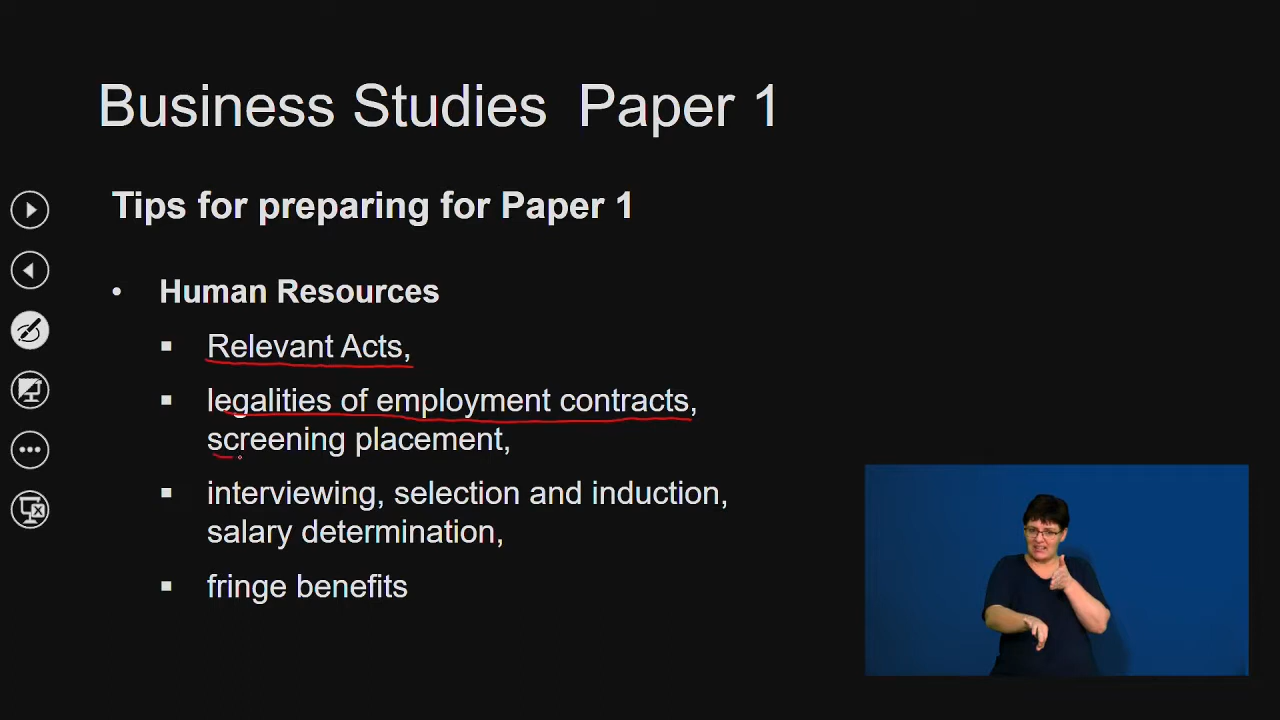 Business Studies Paper 1
Tips for preparing for Paper 1
• Human Resources
▪ Relevant Acts,
▪ legalities of employment contracts,
screening placement,
▪ interviewing, selection and induction,
salary determination,
▪ fringe benefits